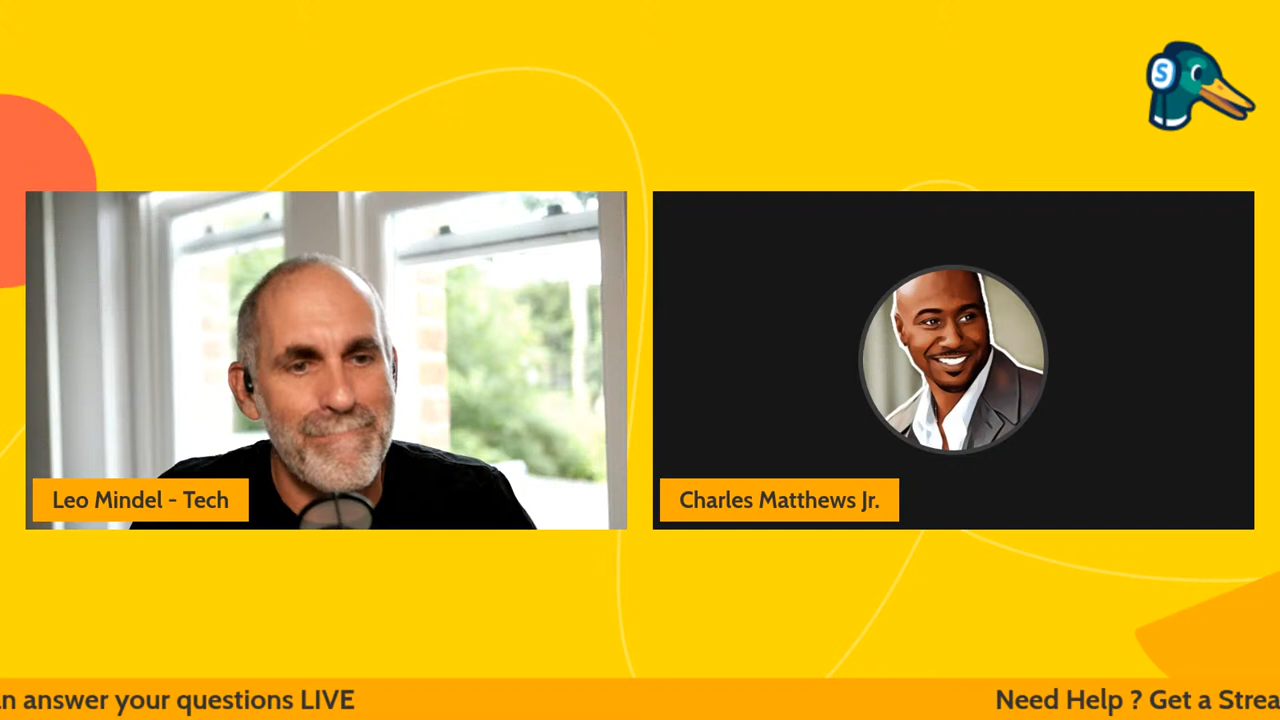 S
Leo Mindel - Tech
Charles Matthews Jr.
n answer your questions LIVE
Need Help ? Get a Strea